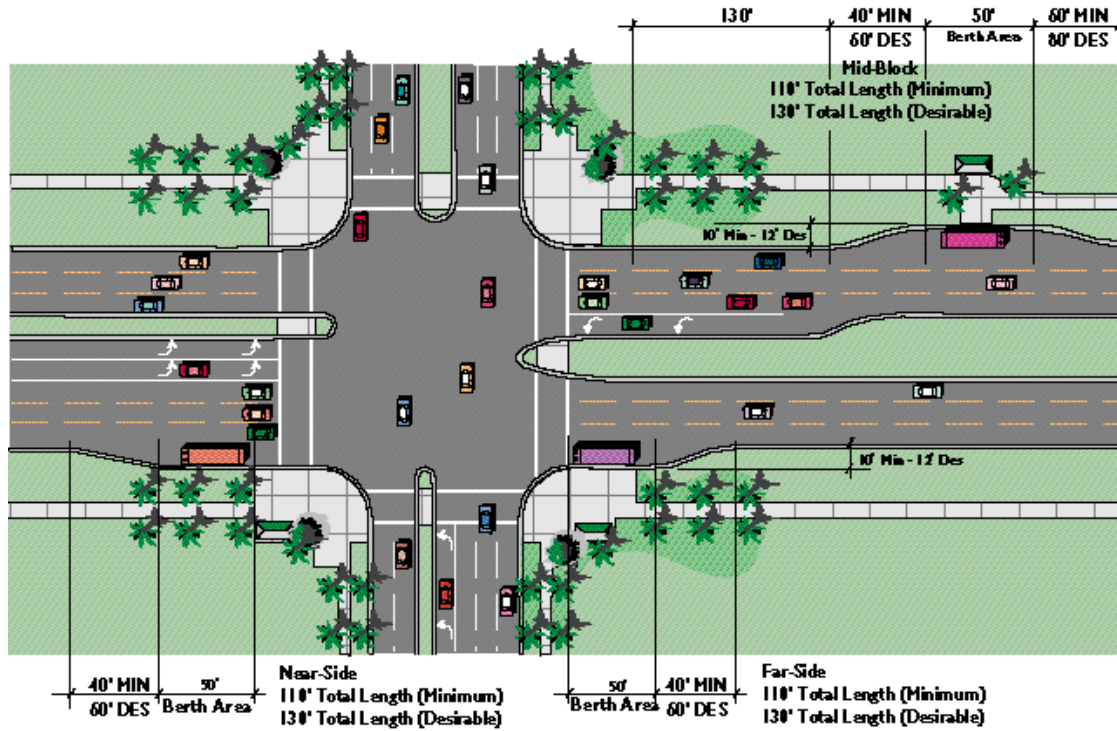 130' 40' MIN 50' 60' MIN
60' DES Berth Area 80' DES
Mid-Block
110' Total Length (Minimum)
130' Total Length (Desirable)
10' Min - 12' Des
10' Min - 12' Des
40' MIN 50'
60' DES Berth Area
Near-Side
110' Total Length (Minimum)
130' Total Length (Desirable)
50' 40' MIN
Berth Area 60' DES
Far-Side
110' Total Length (Minimum)
130' Total Length (Desirable)